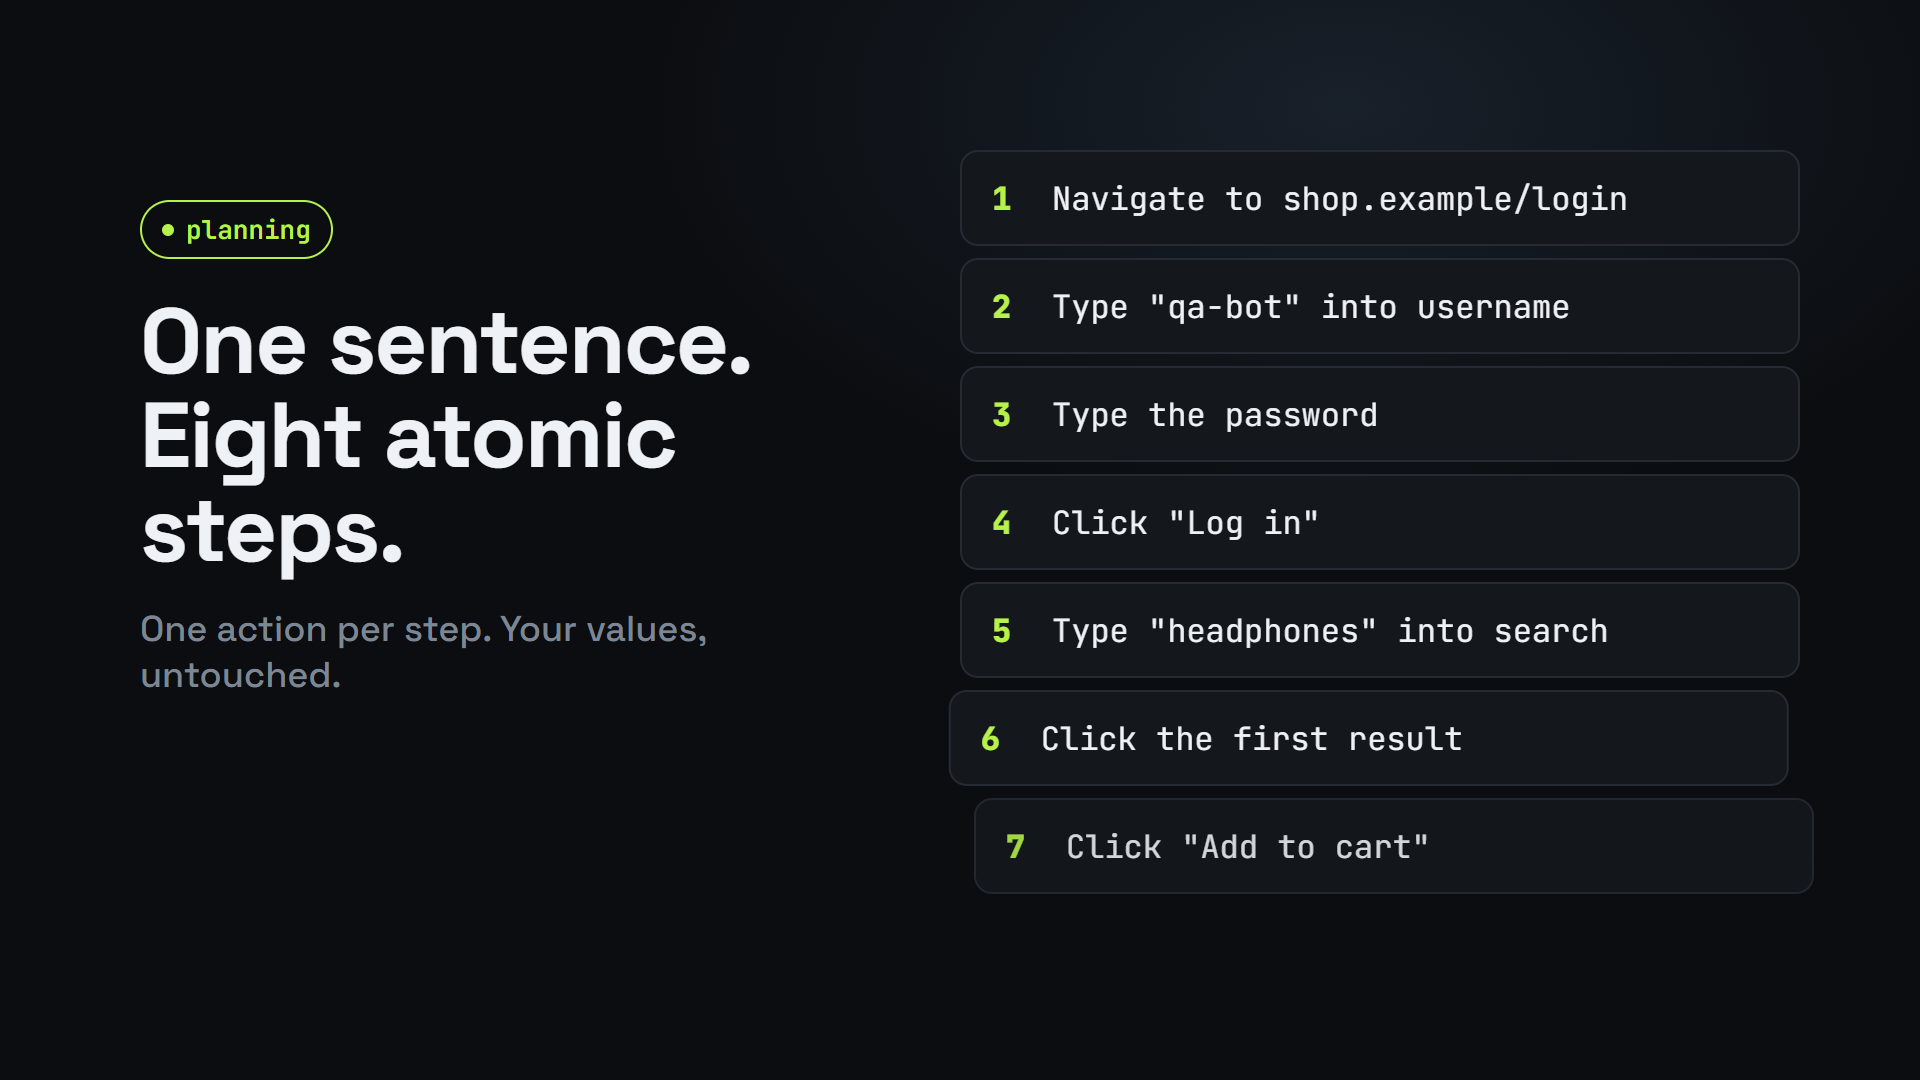 planning
One sentence.
Eight atomic
steps.
One action per step. Your values,
untouched.
1 Navigate to shop.example/login
2 Type "qa-bot" into username
3 Type the password
4 Click "Log in"
5 Type "headphones" into search
6 Click the first result
7 Click "Add to cart"